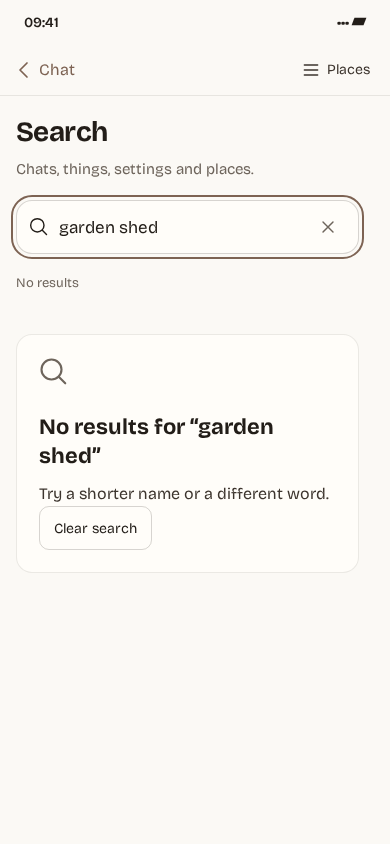 09:41
Chat
Places
Search
Chats, things, settings and places.
garden shed
No results
No results for “garden
shed”
Try a shorter name or a different word.
Clear search